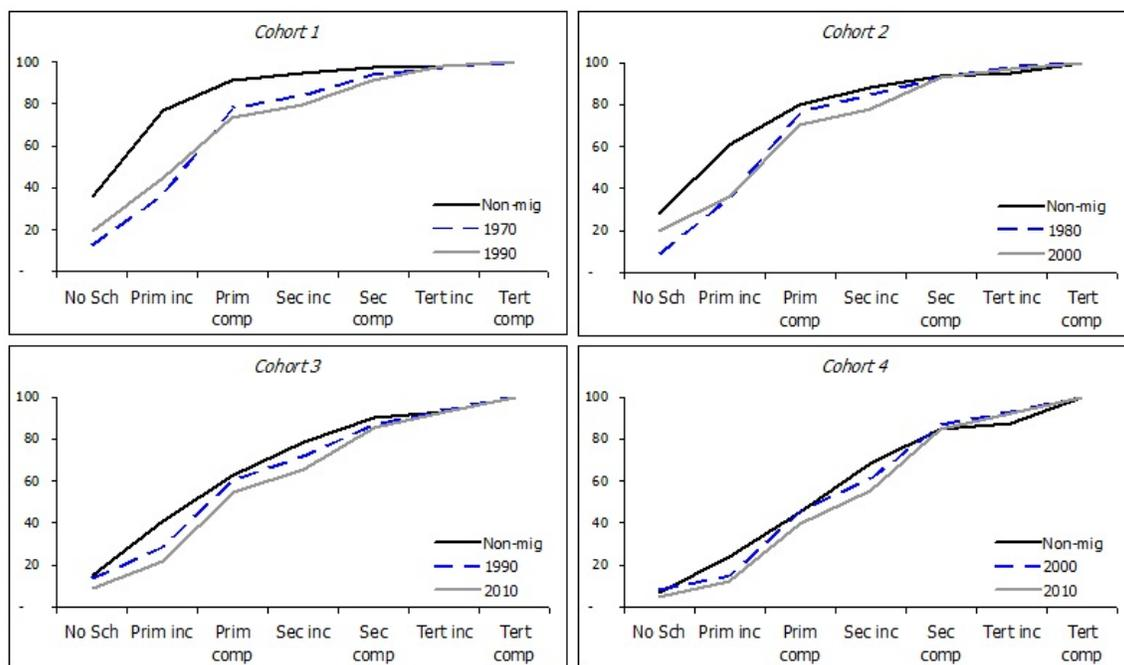 Cohort 1
100
80
60
40
20
-
Non-mig
1970
1990
No Sch Prim inc Prim comp Sec inc Sec comp Tert inc Tert comp
Cohort 2
100
80
60
40
20
-
Non-mig
1980
2000
No Sch Prim inc Prim comp Sec inc Sec comp Tert inc Tert comp
Cohort 3
100
80
60
40
20
-
Non-mig
1990
2010
No Sch Prim inc Prim comp Sec inc Sec comp Tert inc Tert comp
Cohort 4
100
80
60
40
20
-
Non-mig
2000
2010
No Sch Prim inc Prim comp Sec inc Sec comp Tert inc Tert comp